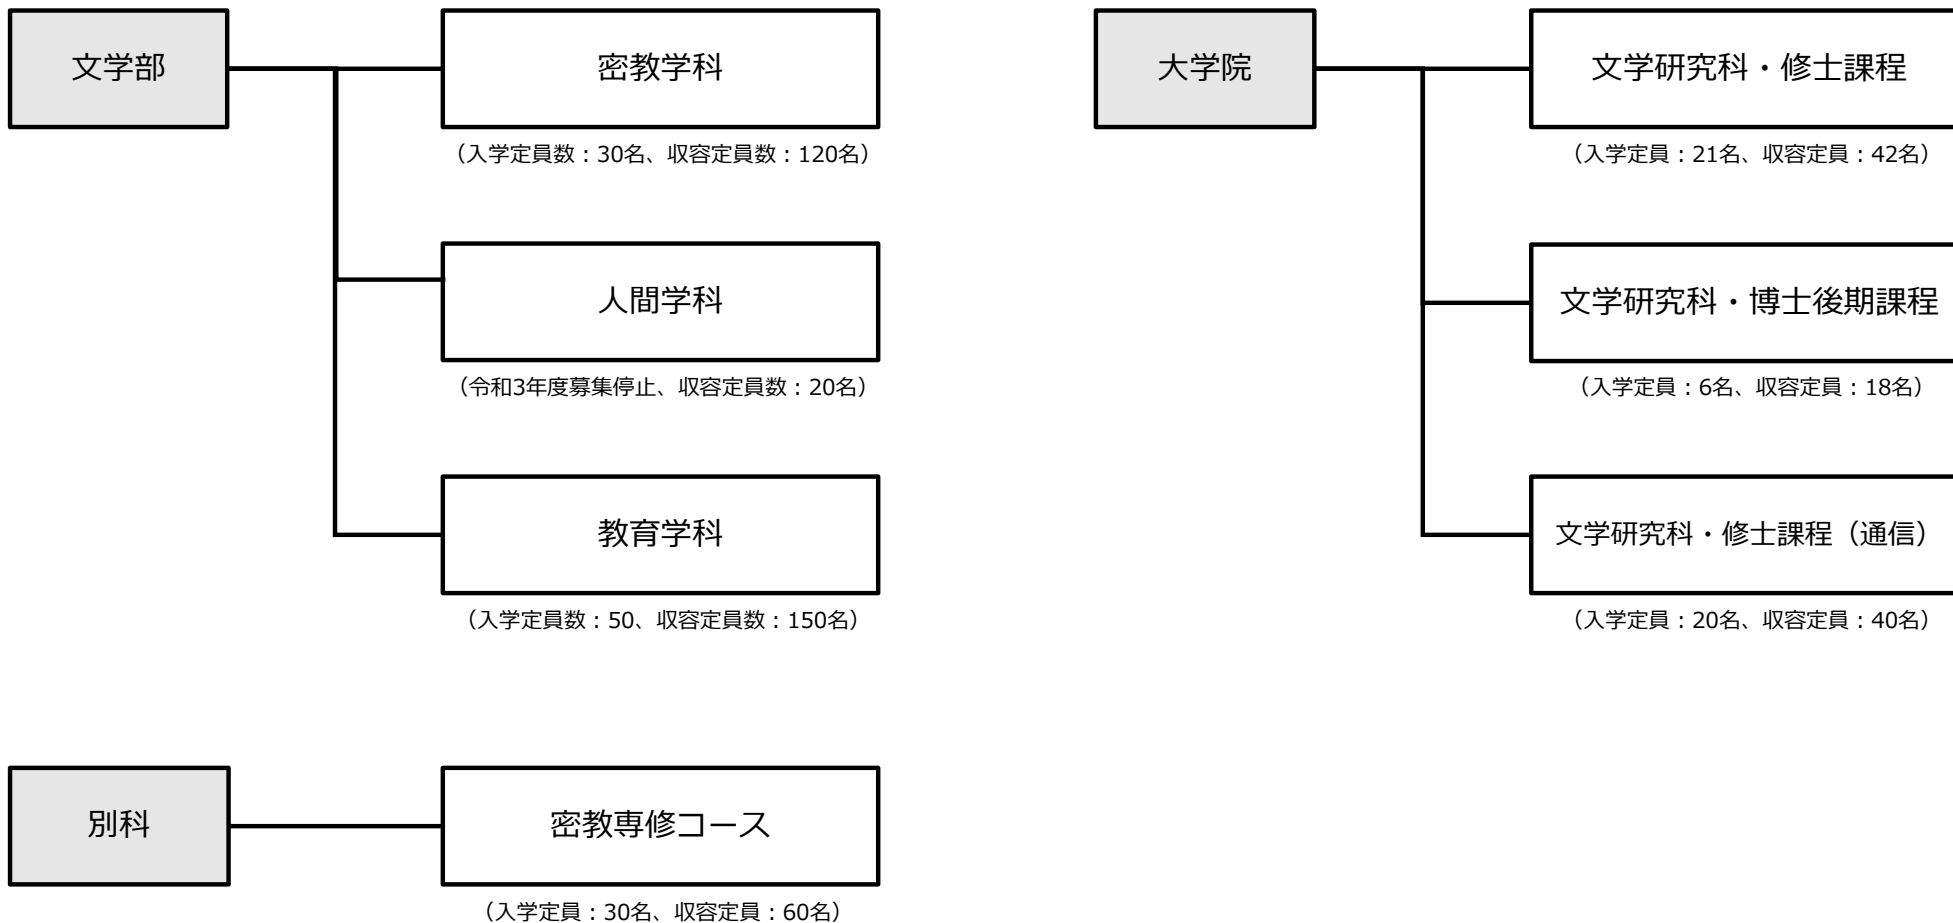 文学部
密教学科
（入学定員数：30名、収容定員数：120名）
人間学科
（令和3年度募集停止、収容定員数：20名）
教育学科
（入学定員数：50、収容定員数：150名）
大学院
文学研究科・修士課程
（入学定員：21名、収容定員：42名）
文学研究科・博士後期課程
（入学定員：6名、収容定員：18名）
文学研究科・修士課程（通信）
（入学定員：20名、収容定員：40名）
別科
密教専修コース
（入学定員：30名、収容定員：60名）